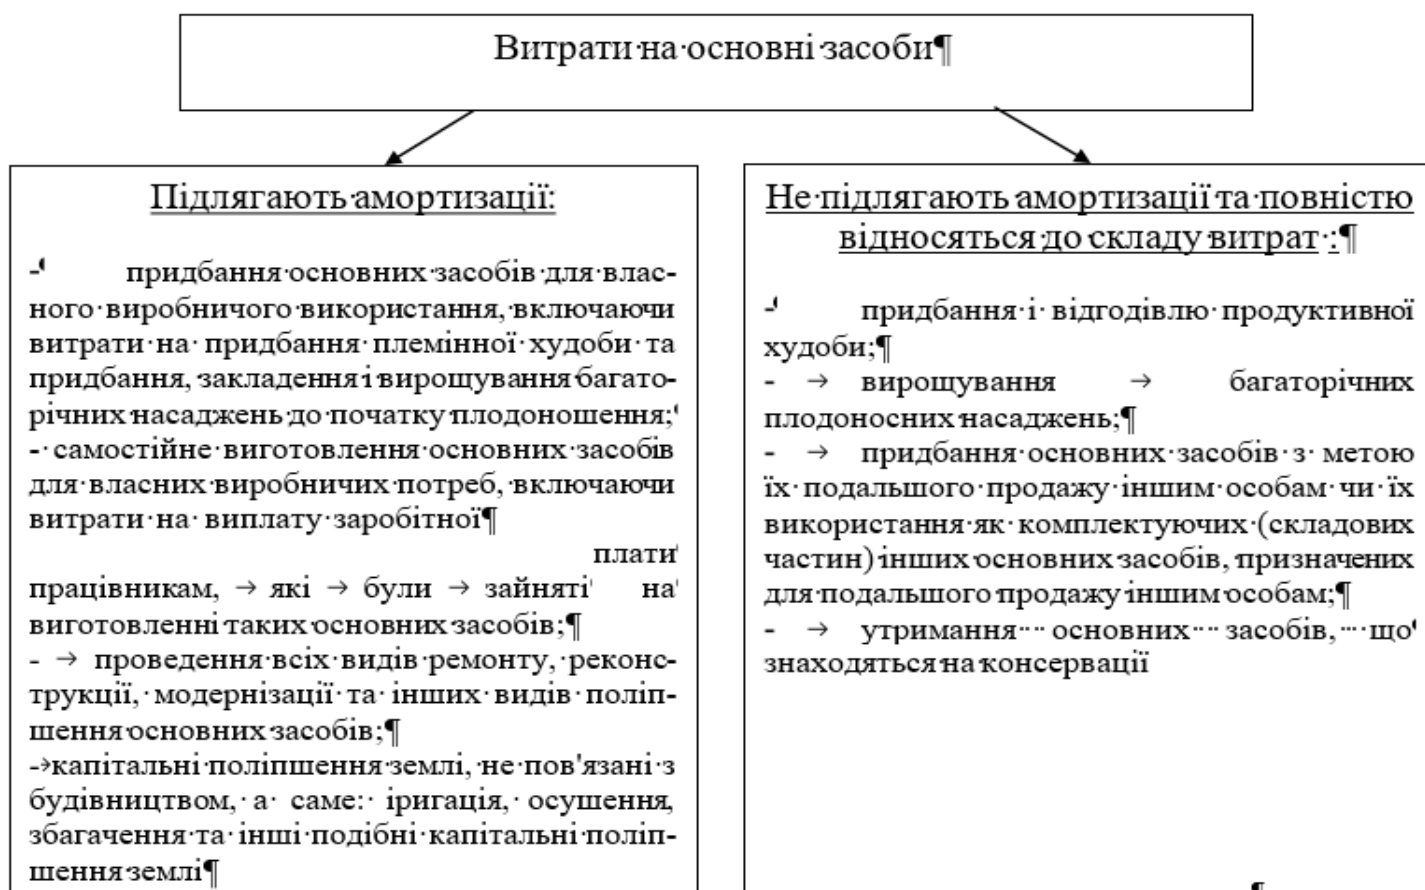 Витрати на основні засоби¶
Підлягають амортизації:
- придбання основних засобів для влас-
ного виробничого використання, включаючи
витрати на придбання племінної худоби та
придбання, закладення і вирощування багато-
річних насаджень до початку плодоношення;
- самостійне виготовлення основних засобів
для власних виробничих потреб, включаючи
витрати на виплату заробітної¶
плати
працівникам, → які → були → зайняті на
виготовленні таких основних засобів;¶
- → проведення всіх видів ремонту, реконс-
трукції, модернізації та інших видів поліп-
шення основних засобів;¶
-→капітальні поліпшення землі, не пов'язані з
будівництвом, а саме: іригація, осушення,
збагачення та інші подібні капітальні поліп-
шення землі¶
Не підлягають амортизації та повністю
відносяться до складу витрат :¶
- придбання і відгодівлю продуктивної
худоби;¶
- → вирощування → багаторічних
плодоносних насаджень;¶
- → придбання основних засобів з метою
їх подальшого продажу іншим особам чи їх
використання як комплектуючих (складових
частин) інших основних засобів, призначених
для подальшого продажу іншим особам;¶
- → утримання основних засобів, що
знаходяться на консервації